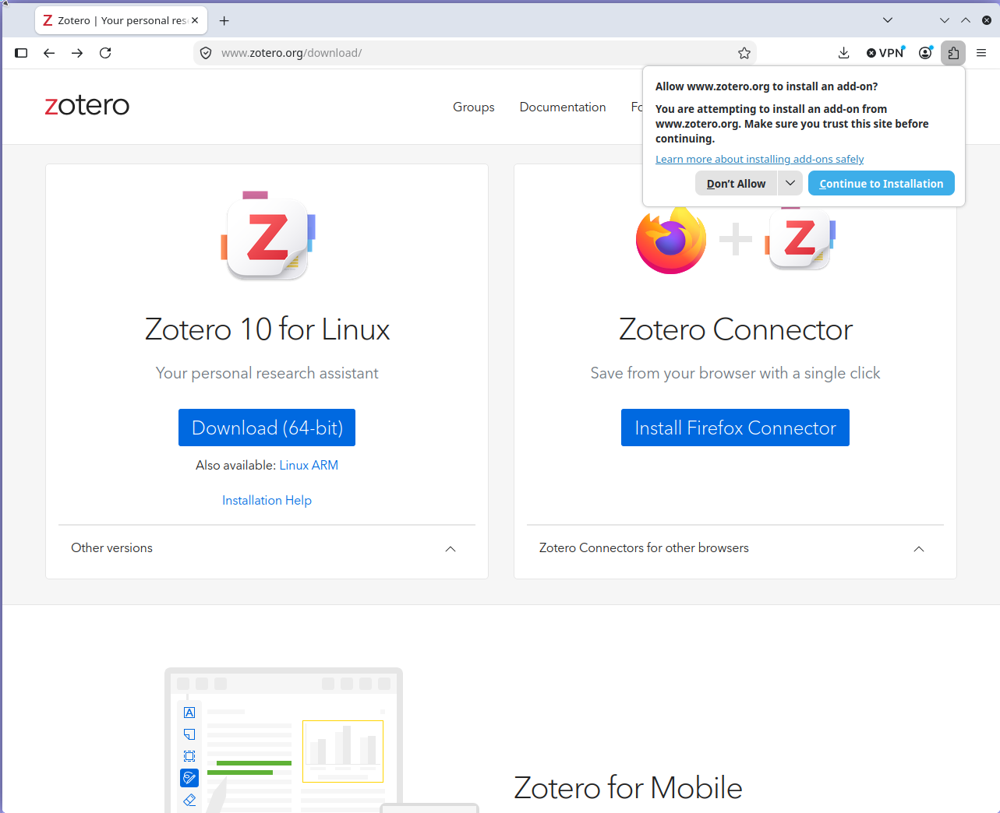 Zotero | Your personal res
www.zotero.org/download/
VPN
Allow www.zotero.org to install an add-on?
You are attempting to install an add-on from
www.zotero.org. Make sure you trust this site before
continuing.
Learn more about installing add-ons safely
Don't Allow
Continue to Installation
zotero
Groups
Documentation
Fo
Zotero 10 for Linux
Your personal research assistant
Download (64-bit)
Also available: Linux ARM
Installation Help
Other versions
Zotero Connector
Save from your browser with a single click
Install Firefox Connector
Zotero Connectors for other browsers
Zotero for Mobile